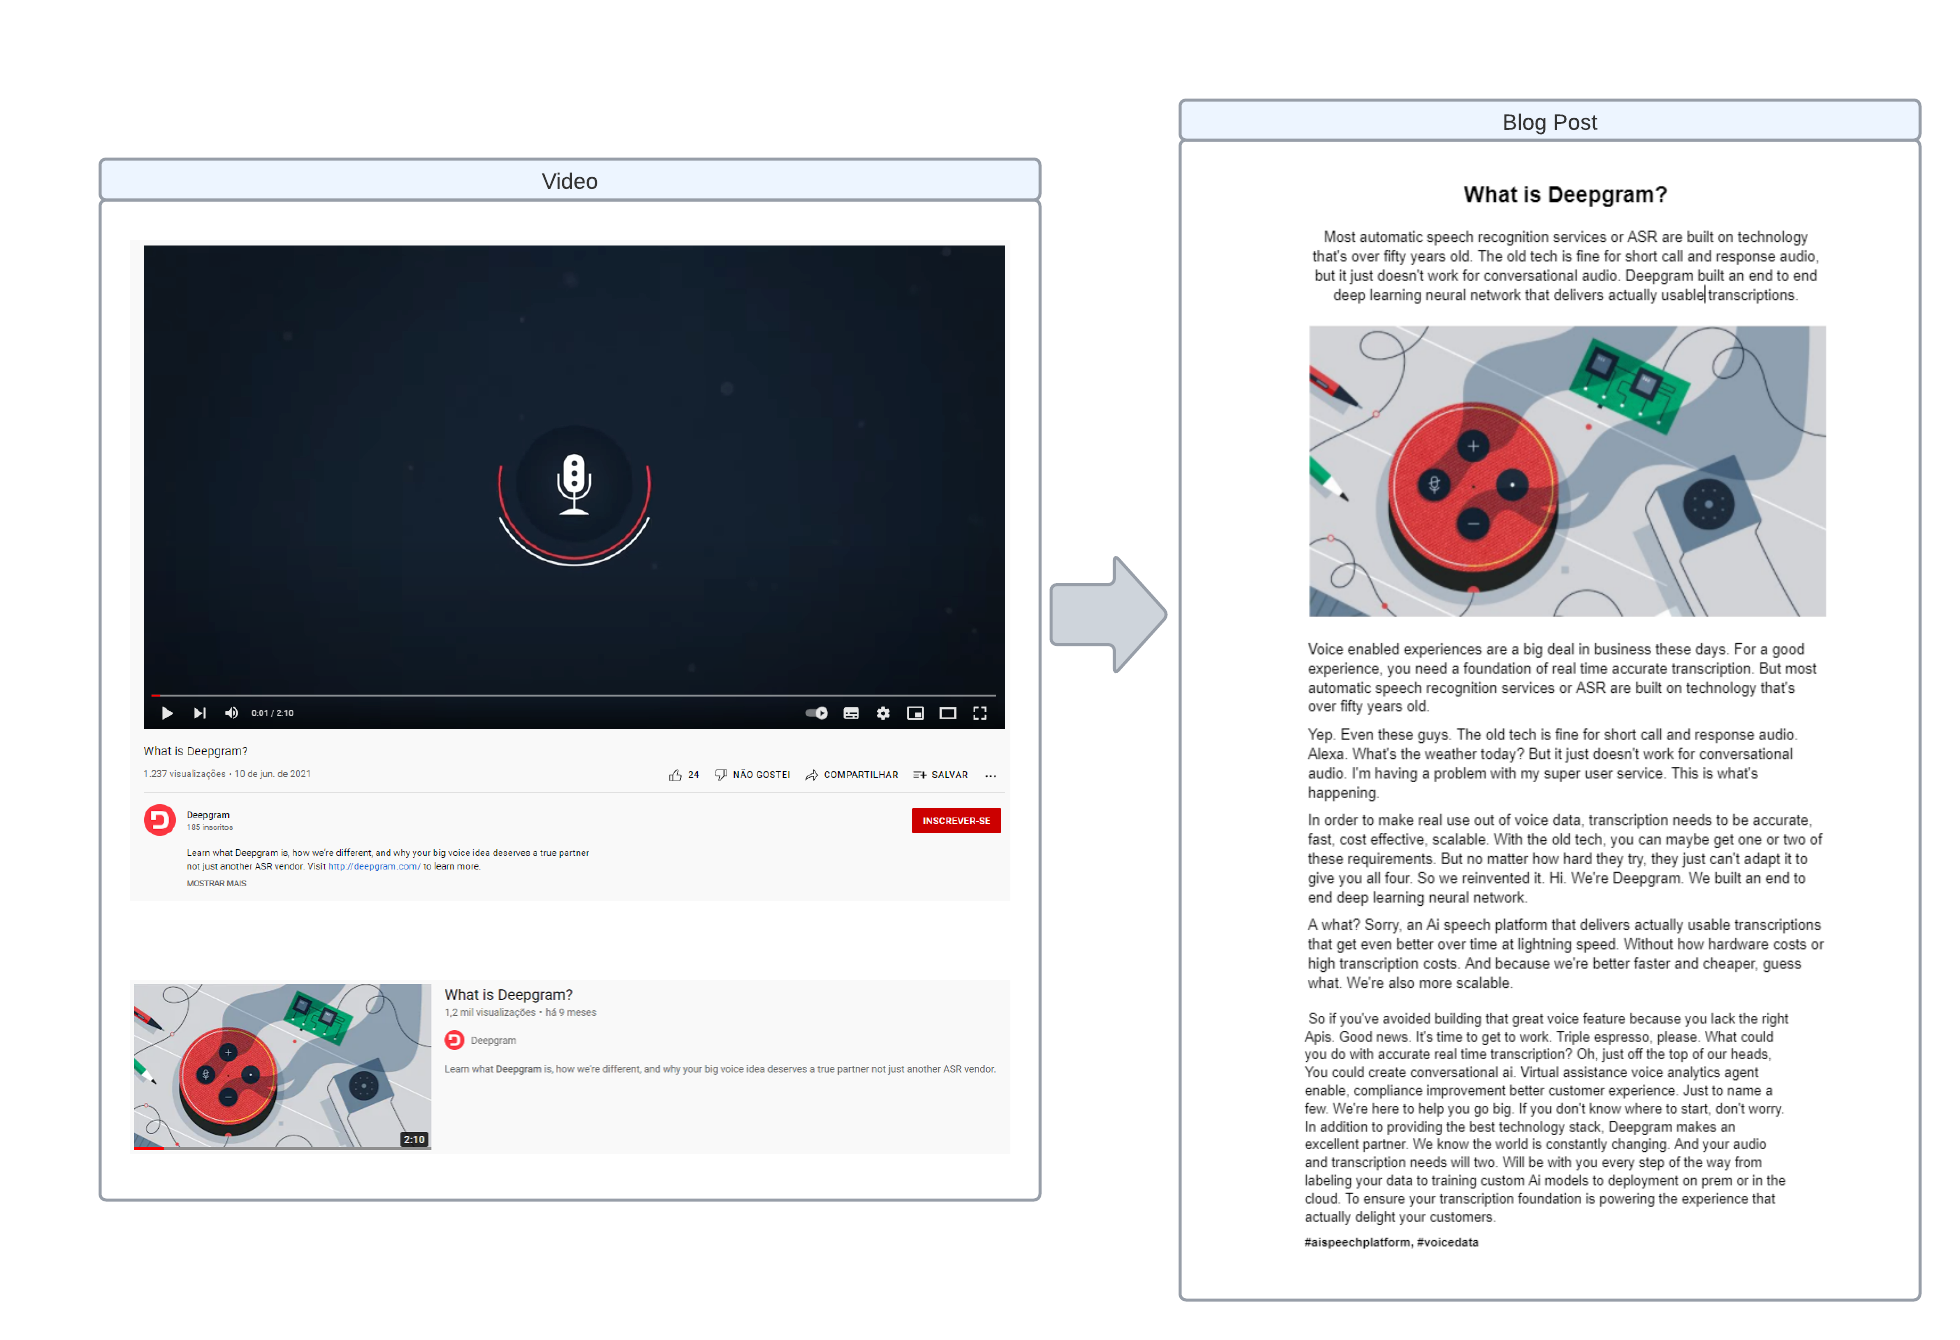 Video
0:01 / 2:10
What is Deepgram?
1.237 visualizações • 10 de jun. de 2021
24
NÃO GOSTEI
COMPARTILHAR
SALVAR
...
Deepgram
185 inscritos
INSCREVER-SE
Learn what Deepgram is, how we're different, and why your big voice idea deserves a true partner
not just another ASR vendor. Visit http://deepgram.com/ to learn more.
MOSTRAR MAIS
2:10
What is Deepgram?
1,2 mil visualizações • há 9 meses
Deepgram
Learn what Deepgram is, how we're different, and why your big voice idea deserves a true partner not just another ASR vendor.
Blog Post
What is Deepgram?
Most automatic speech recognition services or ASR are built on technology
that's over fifty years old. The old tech is fine for short call and response audio,
but it just doesn't work for conversational audio. Deepgram built an end to end
deep learning neural network that delivers actually usable transcriptions.
Voice enabled experiences are a big deal in business these days. For a good
experience, you need a foundation of real time accurate transcription. But most
automatic speech recognition services or ASR are built on technology that's
over fifty years old.
Yep. Even these guys. The old tech is fine for short call and response audio.
Alexa. What's the weather today? But it just doesn't work for conversational
audio. I'm having a problem with my super user service. This is what's
happening.
In order to make real use out of voice data, transcription needs to be accurate,
fast, cost effective, scalable. With the old tech, you can maybe get one or two of
these requirements. But no matter how hard they try, they just can't adapt it to
give you all four. So we reinvented it. Hi. We're Deepgram. We built an end to
end deep learning neural network.
A what? Sorry, an Ai speech platform that delivers actually usable transcriptions
that get even better over time at lightning speed. Without how hardware costs or
high transcription costs. And because we're better faster and cheaper, guess
what. We're also more scalable.
So if you've avoided building that great voice feature because you lack the right
Apis. Good news. It's time to get to work. Triple espresso, please. What could
you do with accurate real time transcription? Oh, just off the top of our heads,
You could create conversational ai. Virtual assistance voice analytics agent
enable, compliance improvement better customer experience. Just to name a
few. We're here to help you go big. If you don't know where to start, don't worry.
In addition to providing the best technology stack, Deepgram makes an
excellent partner. We know the world is constantly changing. And your audio
and transcription needs will two. Will be with you every step of the way from
labeling your data to training custom Ai models to deployment on prem or in the
cloud. To ensure your transcription foundation is powering the experience that
actually delight your customers.
#aispeechplatform, #voicedata